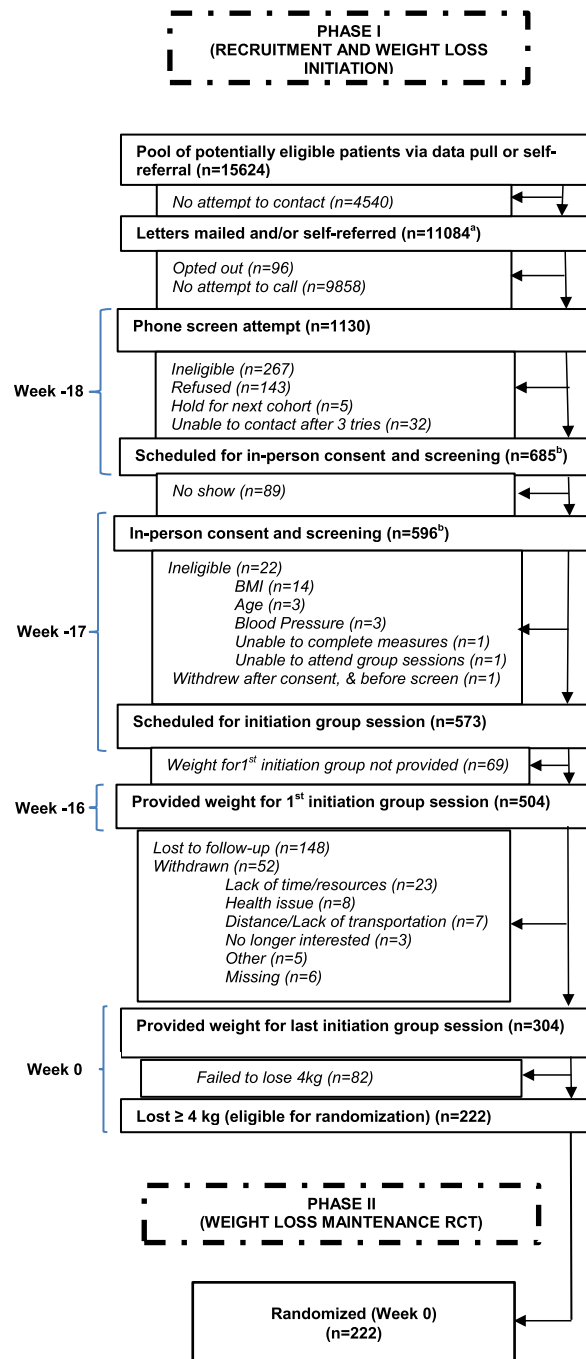 PHASE I
(RECRUITMENT AND WEIGHT LOSS
INITIATION)
Pool of potentially eligible patients via data pull or self-
referral (n=15624)
No attempt to contact (n=4540)
Letters mailed and/or self-referred (n=11084ᵃ)
Opted out (n=96)
No attempt to call (n=9858)
Phone screen attempt (n=1130)
Week -18
Ineligible (n=267)
Refused (n=143)
Hold for next cohort (n=5)
Unable to contact after 3 tries (n=32)
Scheduled for in-person consent and screening (n=685ᵇ)
No show (n=89)
In-person consent and screening (n=596ᵇ)
Week -17
Ineligible (n=22)
BMI (n=14)
Age (n=3)
Blood Pressure (n=3)
Unable to complete measures (n=1)
Unable to attend group sessions (n=1)
Withdrew after consent, & before screen (n=1)
Scheduled for initiation group session (n=573)
Weight for1ˢᵗ initiation group not provided (n=69)
Week -16
Provided weight for 1ˢᵗ initiation group session (n=504)
Lost to follow-up (n=148)
Withdrawn (n=52)
Lack of time/resources (n=23)
Health issue (n=8)
Distance/Lack of transportation (n=7)
No longer interested (n=3)
Other (n=5)
Missing (n=6)
Provided weight for last initiation group session (n=304)
Week 0
Failed to lose 4kg (n=82)
Lost ≥ 4 kg (eligible for randomization) (n=222)
PHASE II
(WEIGHT LOSS MAINTENANCE RCT)
Randomized (Week 0)
(n=222)